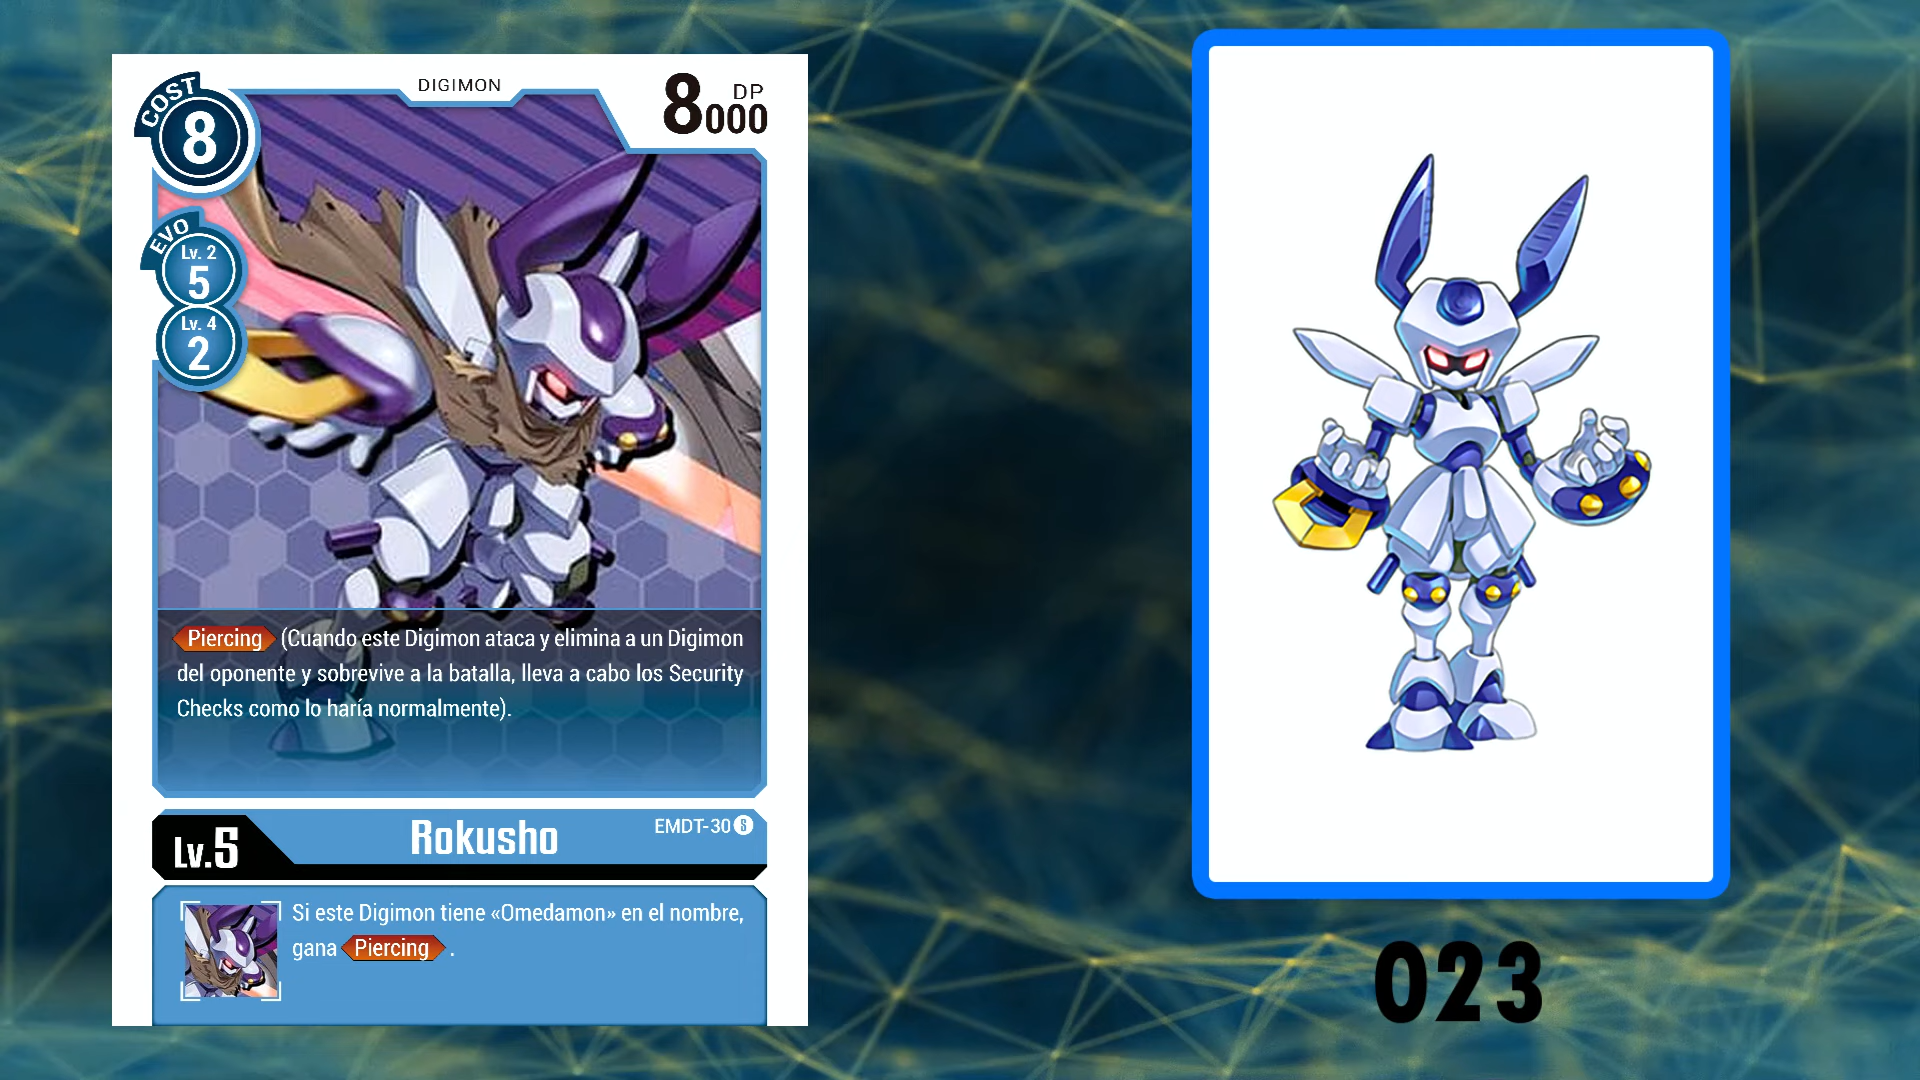 DIGIMON
COST
8
DP
8000
EVO
Lv. 2
5
Lv. 4
2
Piercing (Cuando este Digimon ataca y elimina a un Digimon
del oponente y sobrevive a la batalla, lleva a cabo los Security
Checks como lo haría normalmente).
Lv.5
Rokusho
EMDT-30 S
Si este Digimon tiene «Omedamon» en el nombre,
gana Piercing .
023